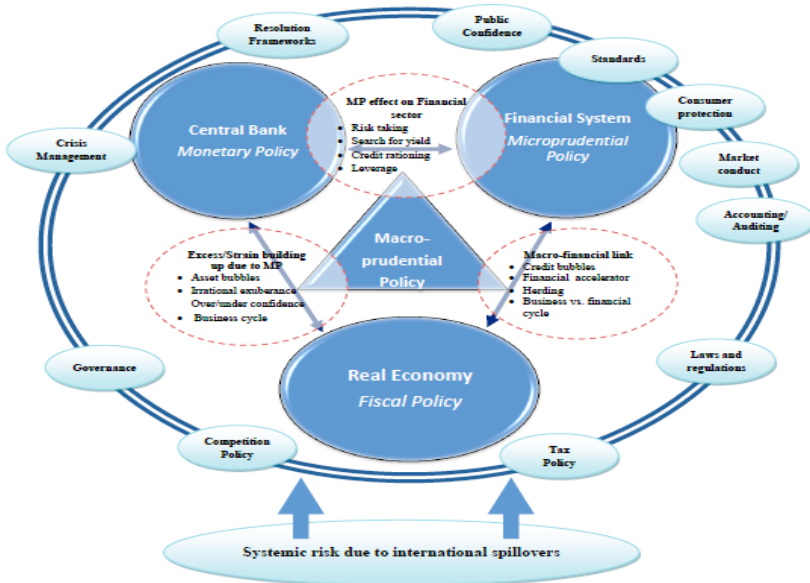 Resolution
Frameworks
Public
Confidence
Standards
Consumer
protection
Market
conduct
Accounting/
Auditing
Crisis
Management
Central Bank
Monetary Policy
MP effect on Financial
sector
• Risk taking
• Search for yield
• Credit rationing
• Leverage
Financial System
Microprudential
Policy
Macro-
prudential
Policy
Excess/Strain building
up due to MP
• Asset bubbles
• Irrational exuberance
Over/under confidence
• Business cycle
Macro-financial link
• Credit bubbles
• Financial accelerator
• Herding
• Business vs. financial
cycle
Real Economy
Fiscal Policy
Governance
Laws and
regulations
Competition
Policy
Tax
Policy
Systemic risk due to international spillovers